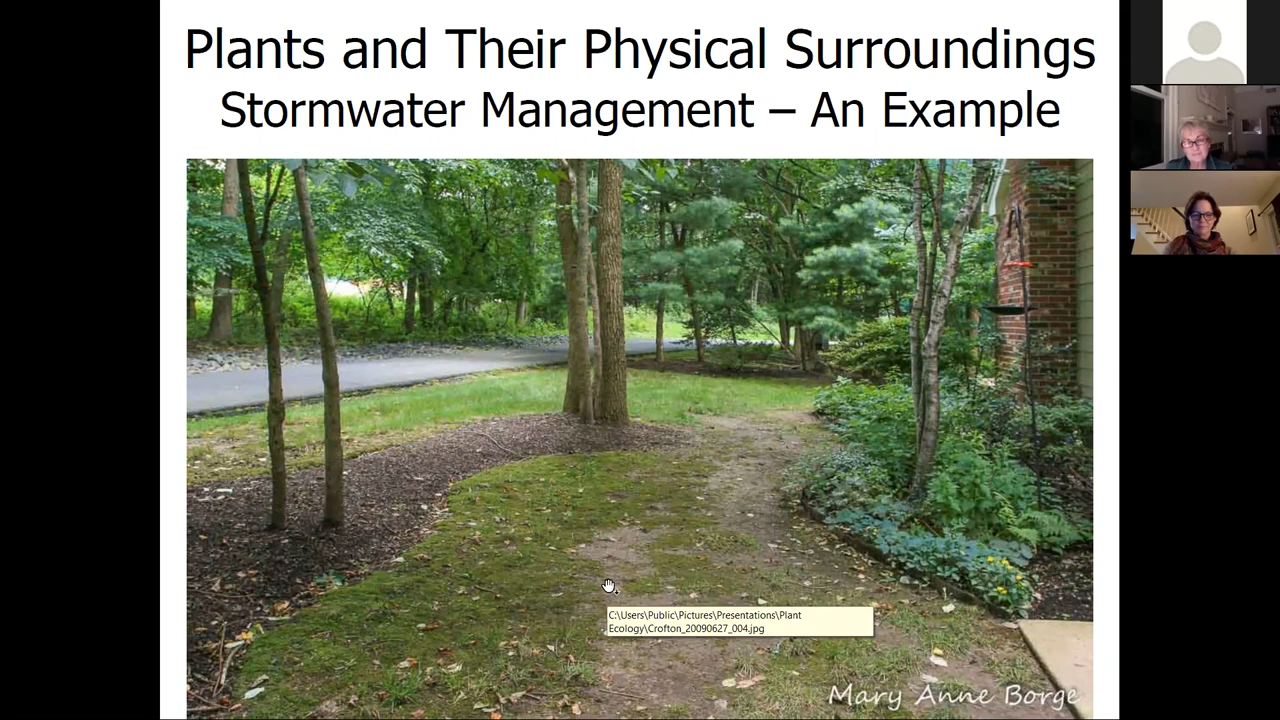 Plants and Their Physical Surroundings
Stormwater Management – An Example
C:\Users\Public\Pictures\Presentations\Plant
Ecology\Crofton_20090627_004.jpg
Mary Anne Borge